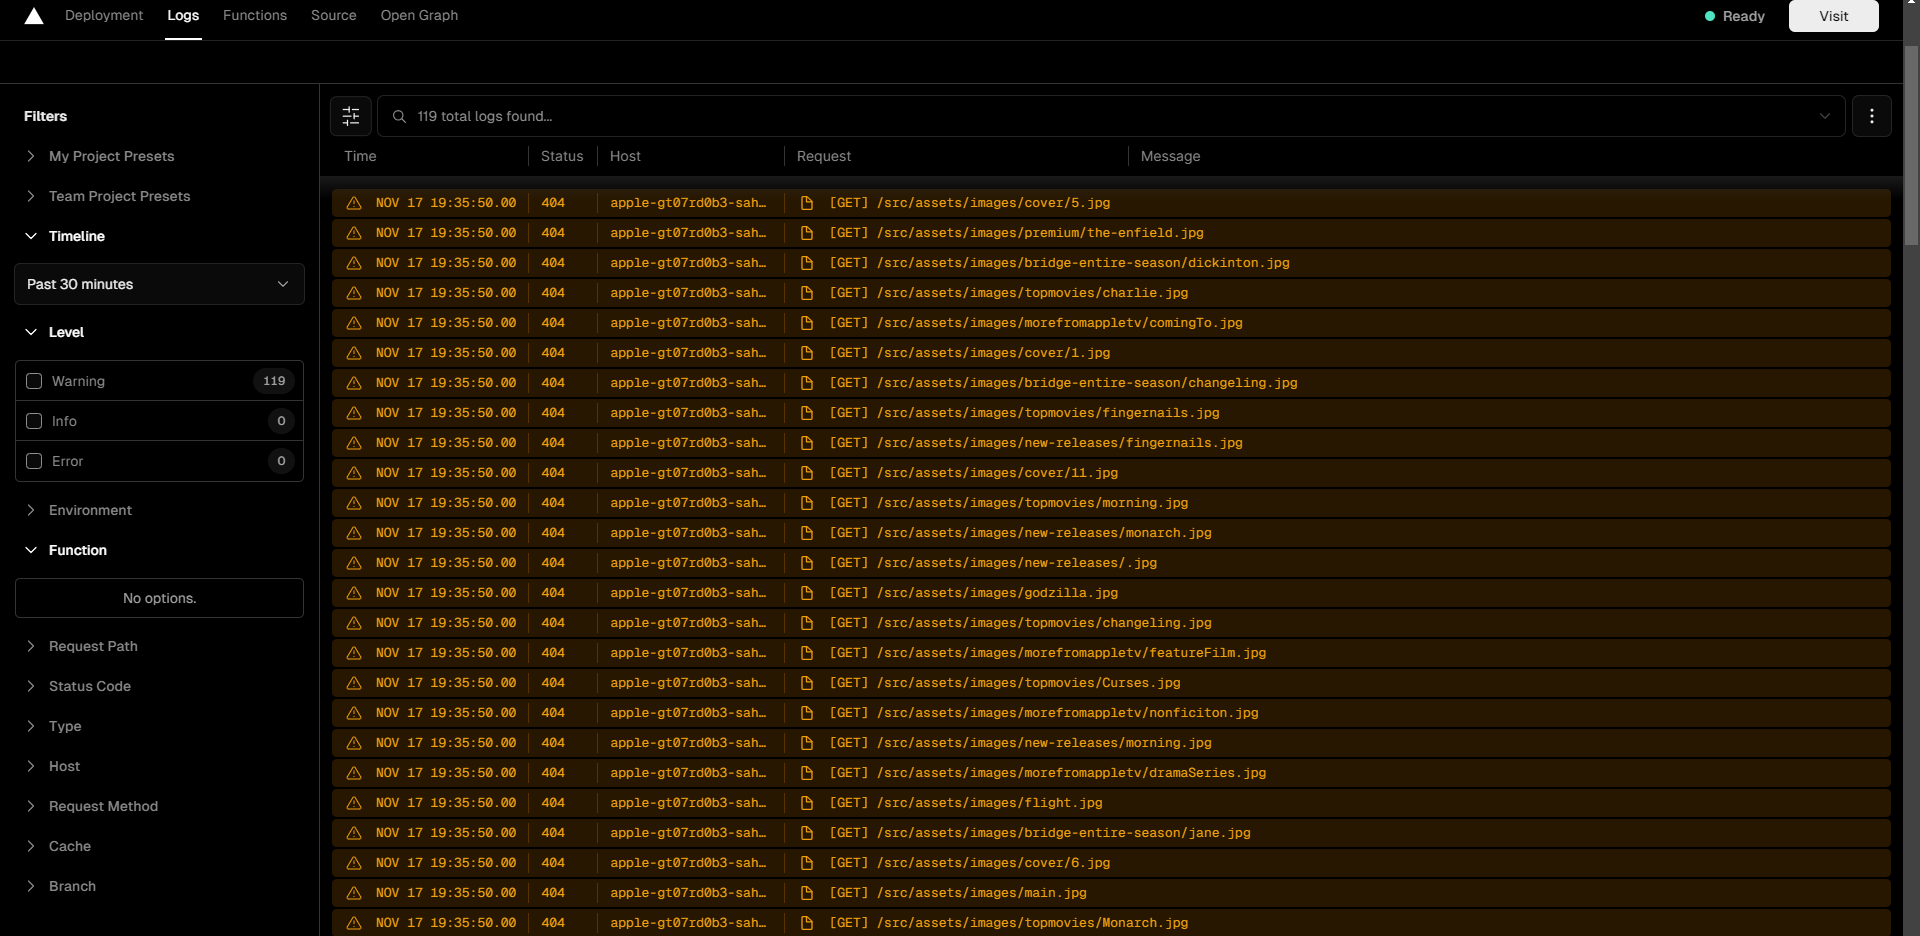 Deployment Logs Functions Source Open Graph Ready Visit
Filters
My Project Presets
Team Project Presets
Timeline
Past 30 minutes
Level
Warning 119
Info 0
Error 0
Environment
Function
No options.
Request Path
Status Code
Type
Host
Request Method
Cache
Branch
119 total logs found...
Time Status Host Request Message
NOV 17 19:35:50.00 404 apple-gt07rd0b3-sah… [GET] /src/assets/images/cover/5.jpg
NOV 17 19:35:50.00 404 apple-gt07rd0b3-sah… [GET] /src/assets/images/premium/the-enfield.jpg
NOV 17 19:35:50.00 404 apple-gt07rd0b3-sah… [GET] /src/assets/images/bridge-entire-season/dickinton.jpg
NOV 17 19:35:50.00 404 apple-gt07rd0b3-sah… [GET] /src/assets/images/topmovies/charlie.jpg
NOV 17 19:35:50.00 404 apple-gt07rd0b3-sah… [GET] /src/assets/images/morefromappletv/comingTo.jpg
NOV 17 19:35:50.00 404 apple-gt07rd0b3-sah… [GET] /src/assets/images/cover/1.jpg
NOV 17 19:35:50.00 404 apple-gt07rd0b3-sah… [GET] /src/assets/images/bridge-entire-season/changeling.jpg
NOV 17 19:35:50.00 404 apple-gt07rd0b3-sah… [GET] /src/assets/images/topmovies/fingernails.jpg
NOV 17 19:35:50.00 404 apple-gt07rd0b3-sah… [GET] /src/assets/images/new-releases/fingernails.jpg
NOV 17 19:35:50.00 404 apple-gt07rd0b3-sah… [GET] /src/assets/images/cover/11.jpg
NOV 17 19:35:50.00 404 apple-gt07rd0b3-sah… [GET] /src/assets/images/topmovies/morning.jpg
NOV 17 19:35:50.00 404 apple-gt07rd0b3-sah… [GET] /src/assets/images/new-releases/monarch.jpg
NOV 17 19:35:50.00 404 apple-gt07rd0b3-sah… [GET] /src/assets/images/new-releases/.jpg
NOV 17 19:35:50.00 404 apple-gt07rd0b3-sah… [GET] /src/assets/images/godzilla.jpg
NOV 17 19:35:50.00 404 apple-gt07rd0b3-sah… [GET] /src/assets/images/topmovies/changeling.jpg
NOV 17 19:35:50.00 404 apple-gt07rd0b3-sah… [GET] /src/assets/images/morefromappletv/featureFilm.jpg
NOV 17 19:35:50.00 404 apple-gt07rd0b3-sah… [GET] /src/assets/images/topmovies/Curses.jpg
NOV 17 19:35:50.00 404 apple-gt07rd0b3-sah… [GET] /src/assets/images/morefromappletv/nonficiton.jpg
NOV 17 19:35:50.00 404 apple-gt07rd0b3-sah… [GET] /src/assets/images/new-releases/morning.jpg
NOV 17 19:35:50.00 404 apple-gt07rd0b3-sah… [GET] /src/assets/images/morefromappletv/dramaSeries.jpg
NOV 17 19:35:50.00 404 apple-gt07rd0b3-sah… [GET] /src/assets/images/flight.jpg
NOV 17 19:35:50.00 404 apple-gt07rd0b3-sah… [GET] /src/assets/images/bridge-entire-season/jane.jpg
NOV 17 19:35:50.00 404 apple-gt07rd0b3-sah… [GET] /src/assets/images/cover/6.jpg
NOV 17 19:35:50.00 404 apple-gt07rd0b3-sah… [GET] /src/assets/images/main.jpg
NOV 17 19:35:50.00 404 apple-gt07rd0b3-sah… [GET] /src/assets/images/topmovies/Monarch.jpg